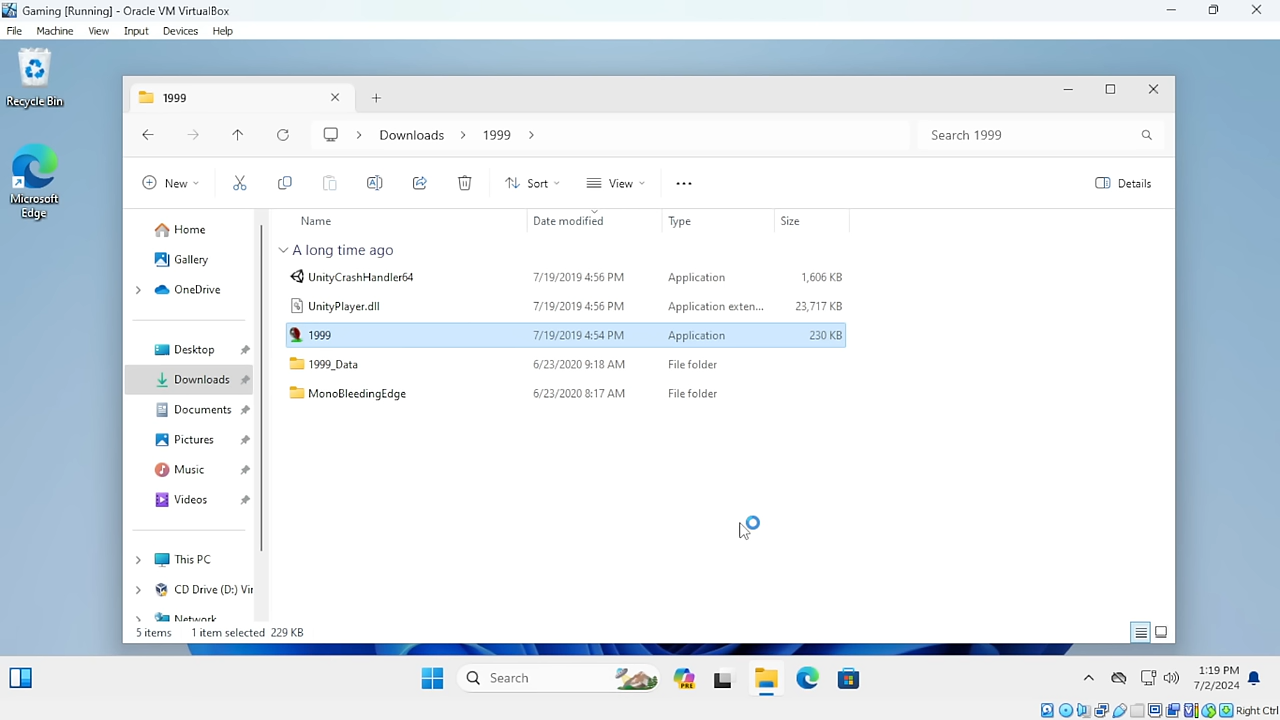 Gaming [Running] - Oracle VM VirtualBox
File Machine View Input Devices Help
Recycle Bin
Microsoft
Edge
1999
Downloads > 1999 >
Search 1999
New
Sort
View
Details
Home
Gallery
OneDrive
Desktop
Downloads
Documents
Pictures
Music
Videos
This PC
CD Drive (D:) Vir
Network
Name Date modified Type Size
A long time ago
UnityCrashHandler64 7/19/2019 4:56 PM Application 1,606 KB
UnityPlayer.dll 7/19/2019 4:56 PM Application exten... 23,717 KB
1999 7/19/2019 4:54 PM Application 230 KB
1999_Data 6/23/2020 9:18 AM File folder
MonoBleedingEdge 6/23/2020 8:17 AM File folder
5 items 1 item selected 229 KB
Search
PRE
1:19 PM
7/2/2024
Right Ctrl